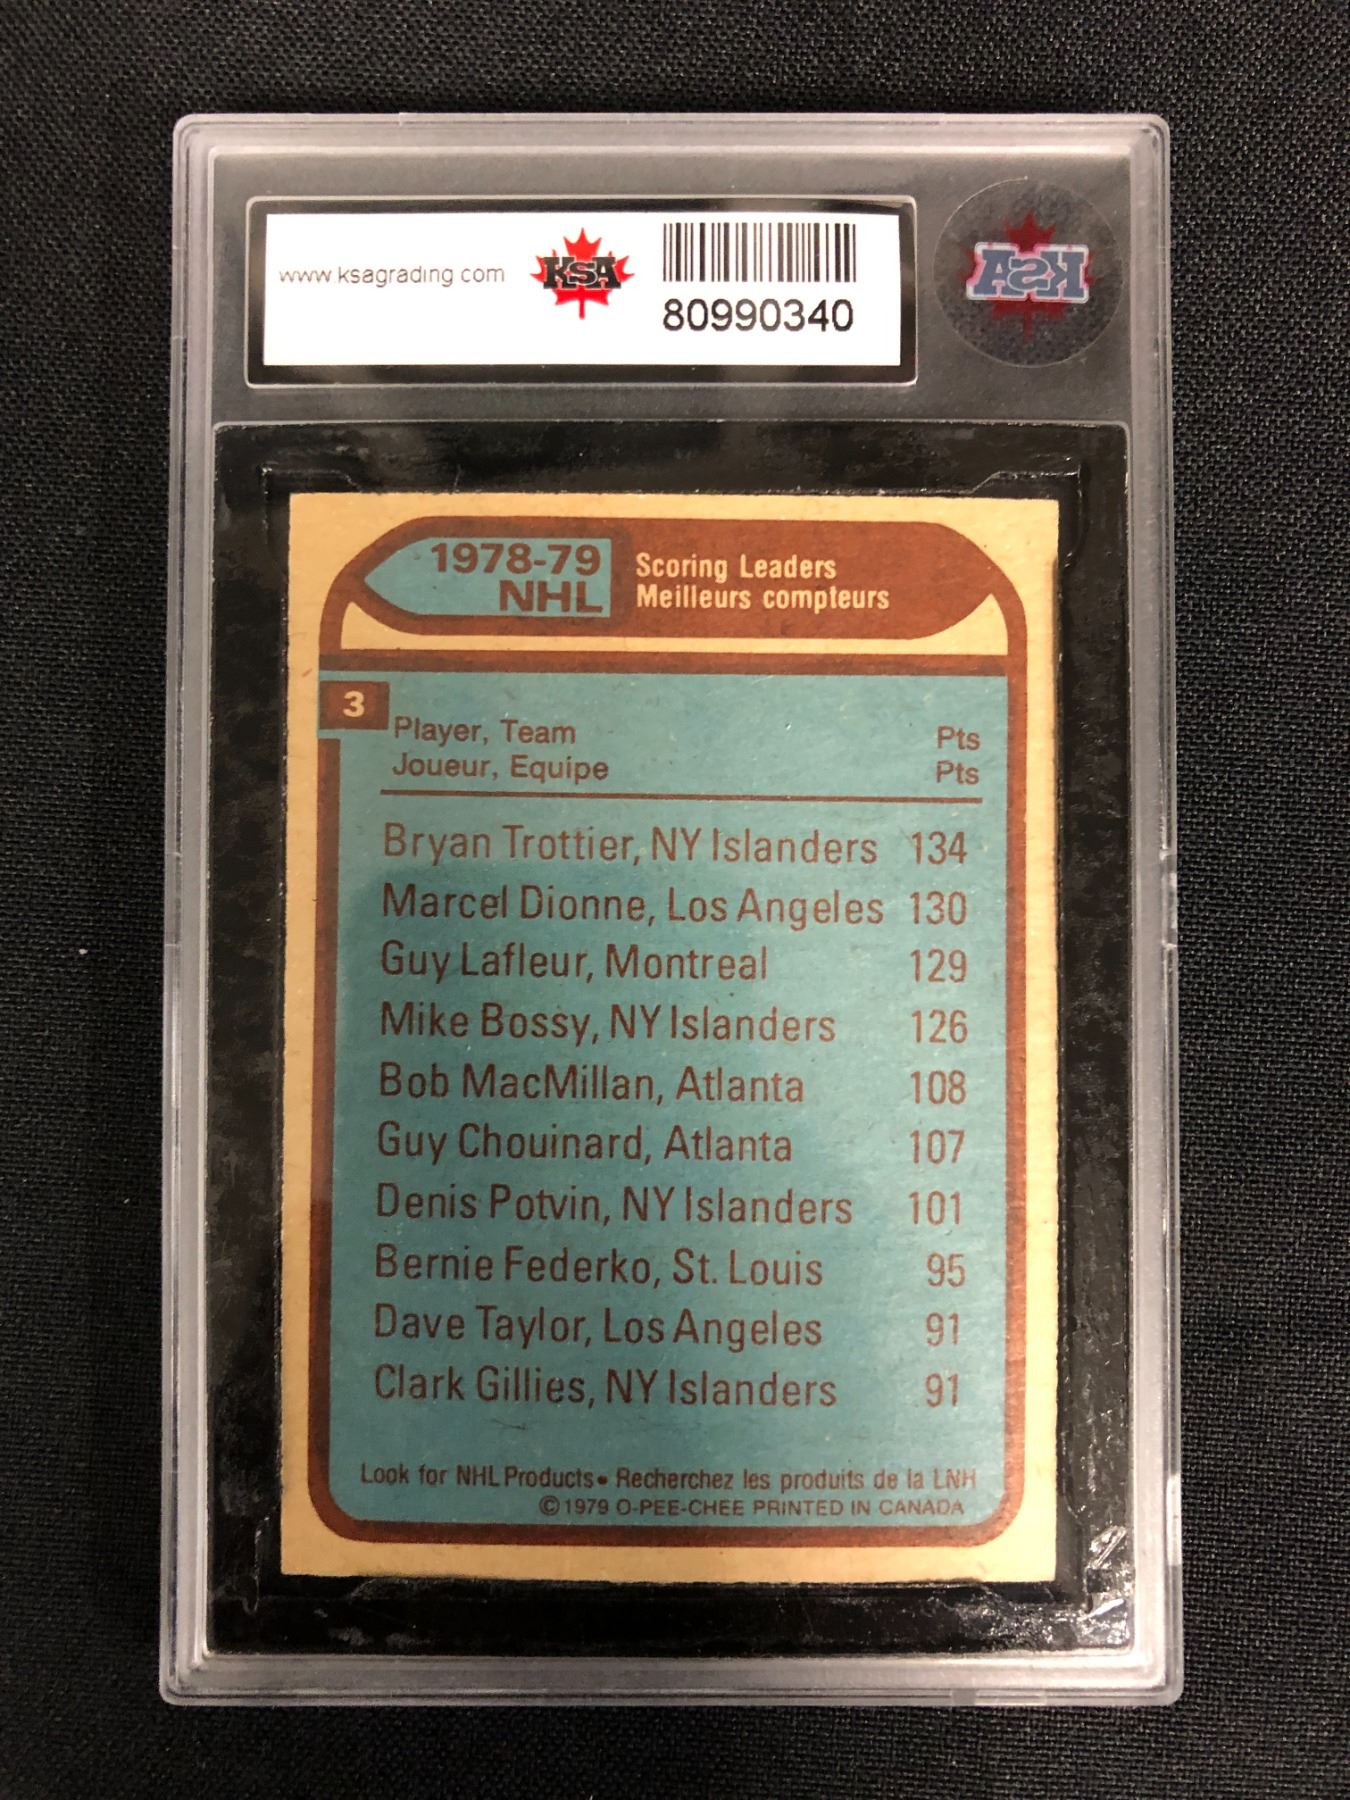 www.ksagrading.com
KSA
80990340
KSA
1978-79
NHL
Scoring Leaders
Meilleurs compteurs
3
Player, Team Pts
Joueur, Equipe Pts
Bryan Trottier, NY Islanders 134
Marcel Dionne, Los Angeles 130
Guy Lafleur, Montreal 129
Mike Bossy, NY Islanders 126
Bob MacMillan, Atlanta 108
Guy Chouinard, Atlanta 107
Denis Potvin, NY Islanders 101
Bernie Federko, St. Louis 95
Dave Taylor, Los Angeles 91
Clark Gillies, NY Islanders 91
Look for NHL Products • Recherchez les produits de la LNH
© 1979 O-PEE-CHEE PRINTED IN CANADA